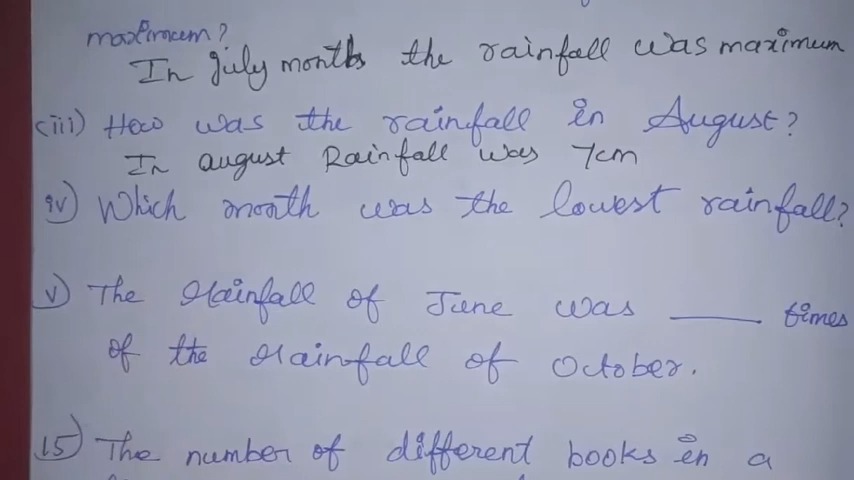 maximum?
In july months the rainfall was maximum
(iii) How was the rainfall in August?
In august Rainfall was 7cm
iv) Which month was the lowest rainfall?
v) The Rainfall of June was ____ times
of the Rainfall of October.
15) The number of different books in a